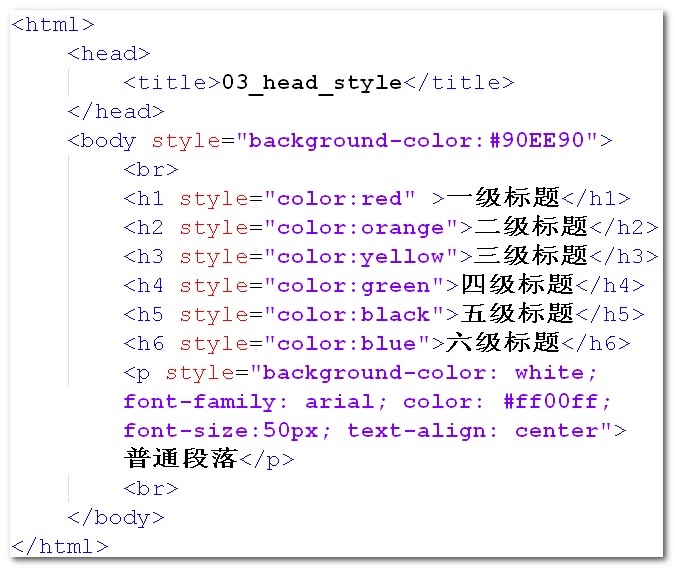 <html>
<head>
<title>03_head_style</title>
</head>
<body style="background-color:#90EE90">
<br>
<h1 style="color:red" >一级标题</h1>
<h2 style="color:orange">二级标题</h2>
<h3 style="color:yellow">三级标题</h3>
<h4 style="color:green">四级标题</h4>
<h5 style="color:black">五级标题</h5>
<h6 style="color:blue">六级标题</h6>
<p style="background-color: white;
font-family: arial; color: #ff00ff;
font-size:50px; text-align: center">
普通段落</p>
<br>
</body>
</html>